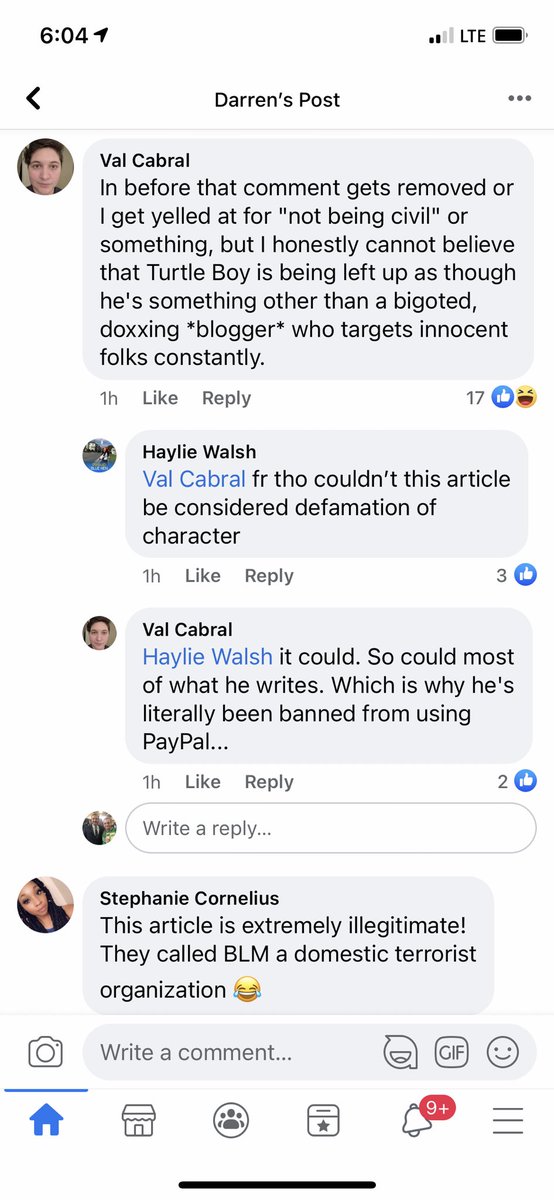 6:04
LTE
Darren's Post
Val Cabral
In before that comment gets removed or
I get yelled at for "not being civil" or
something, but I honestly cannot believe
that Turtle Boy is being left up as though
he's something other than a bigoted,
doxxing *blogger* who targets innocent
folks constantly.
1h Like Reply 17
Haylie Walsh
Val Cabral fr tho couldn't this article
be considered defamation of
character
1h Like Reply 3
Val Cabral
Haylie Walsh it could. So could most
of what he writes. Which is why he's
literally been banned from using
PayPal...
1h Like Reply 2
Write a reply...
Stephanie Cornelius
This article is extremely illegitimate!
They called BLM a domestic terrorist
organization 😂
Write a comment...
GIF
9+